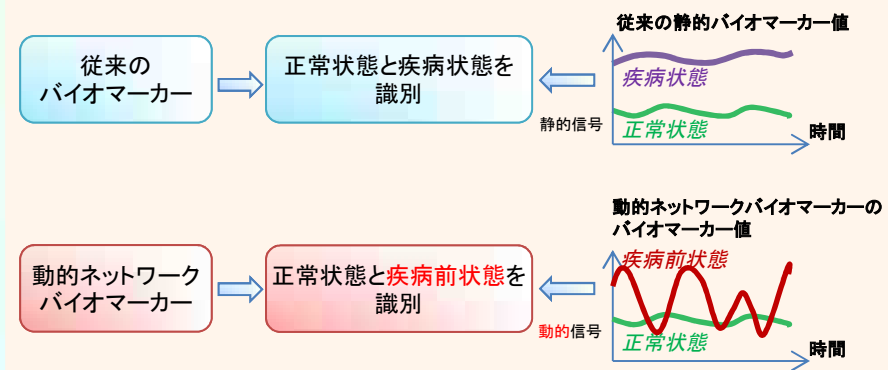 従来の静的バイオマーカー値
従来の
バイオマーカー
正常状態と疾病状態を
識別
疾病状態
静的信号
正常状態
時間
動的ネットワークバイオマーカーの
バイオマーカー値
動的ネットワーク
バイオマーカー
正常状態と疾病前状態を
識別
疾病前状態
動的信号
正常状態
時間